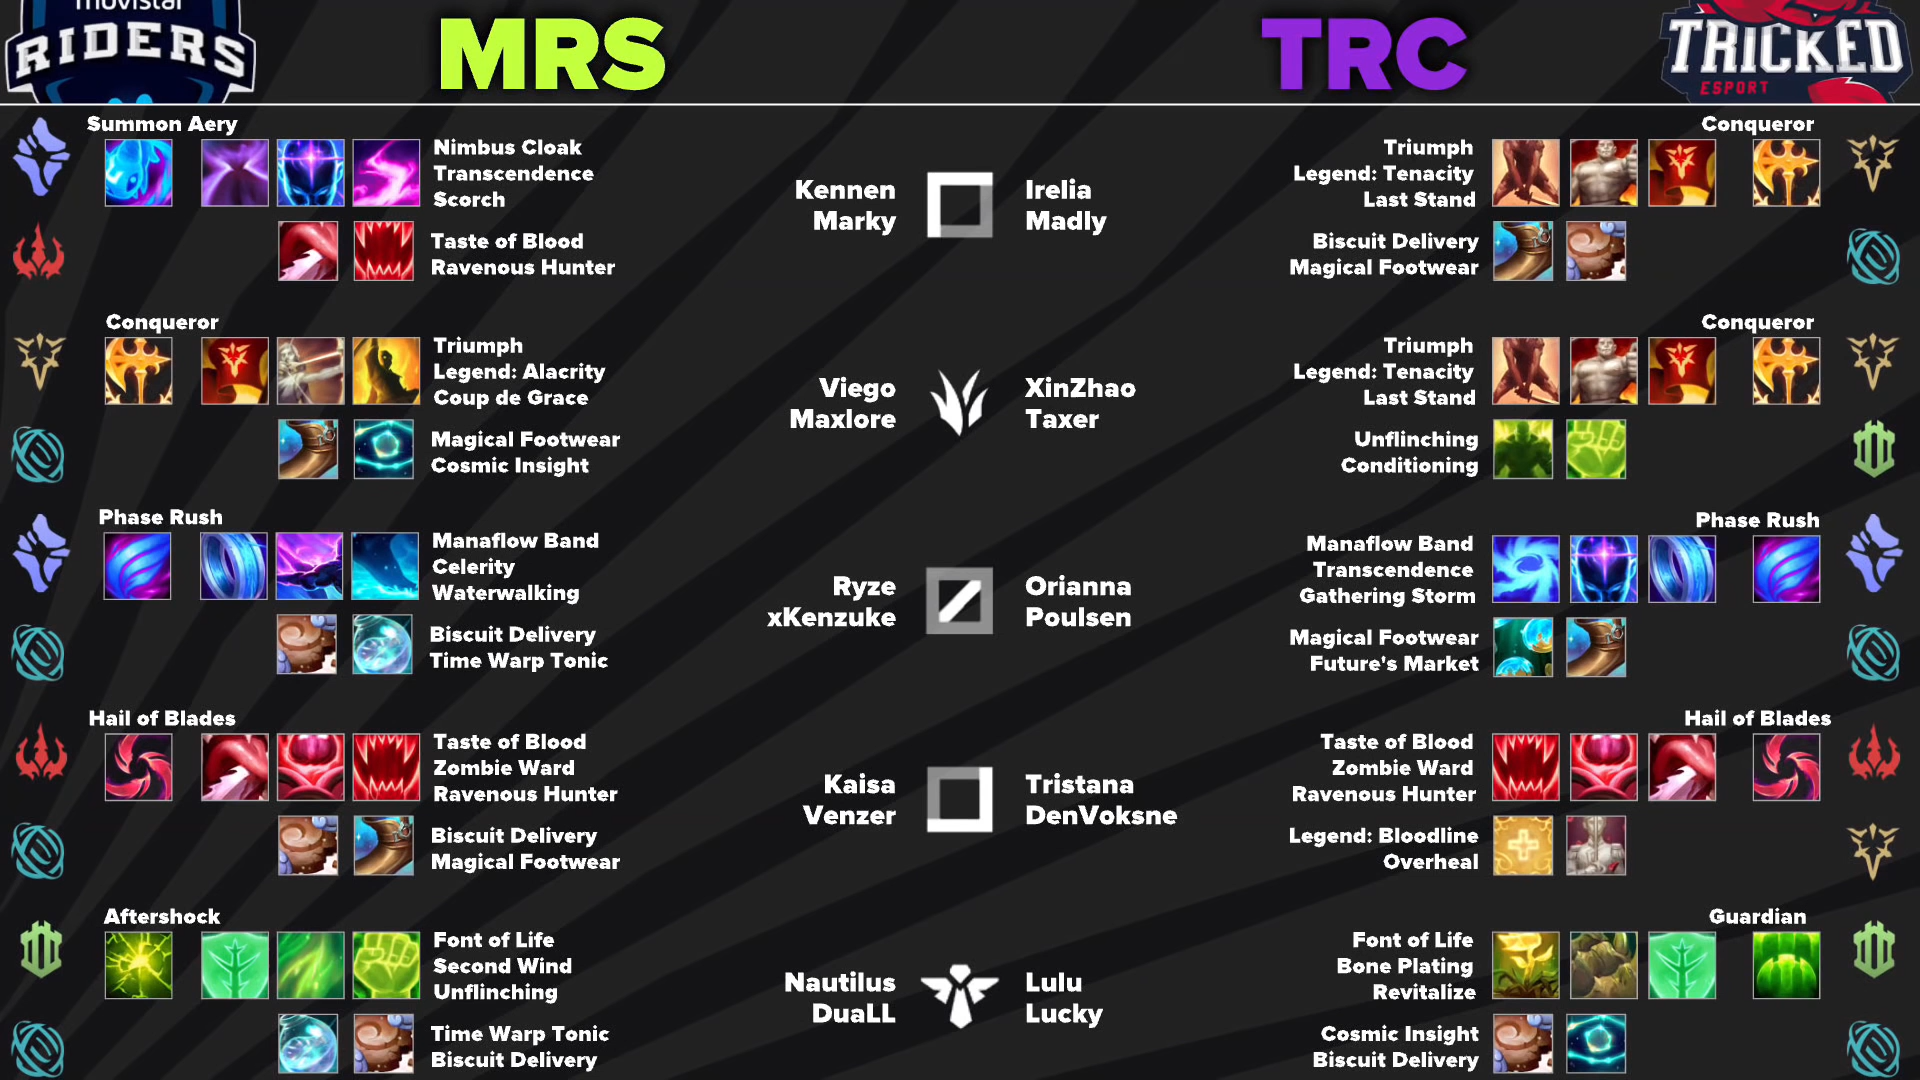 movistar
RIDERS
MRS
TRC
TRICKED
ESPORT
Summon Aery
Nimbus Cloak
Transcendence
Scorch
Taste of Blood
Ravenous Hunter
Kennen
Marky
Irelia
Madly
Conqueror
Triumph
Legend: Tenacity
Last Stand
Biscuit Delivery
Magical Footwear
Conqueror
Triumph
Legend: Alacrity
Coup de Grace
Magical Footwear
Cosmic Insight
Viego
Maxlore
XinZhao
Taxer
Conqueror
Triumph
Legend: Tenacity
Last Stand
Unflinching
Conditioning
Phase Rush
Manaflow Band
Celerity
Waterwalking
Biscuit Delivery
Time Warp Tonic
Ryze
xKenzuke
Orianna
Poulsen
Phase Rush
Manaflow Band
Transcendence
Gathering Storm
Magical Footwear
Future's Market
Hail of Blades
Taste of Blood
Zombie Ward
Ravenous Hunter
Biscuit Delivery
Magical Footwear
Kaisa
Venzer
Tristana
DenVoksne
Hail of Blades
Taste of Blood
Zombie Ward
Ravenous Hunter
Legend: Bloodline
Overheal
Aftershock
Font of Life
Second Wind
Unflinching
Time Warp Tonic
Biscuit Delivery
Nautilus
DuaLL
Lulu
Lucky
Guardian
Font of Life
Bone Plating
Revitalize
Cosmic Insight
Biscuit Delivery